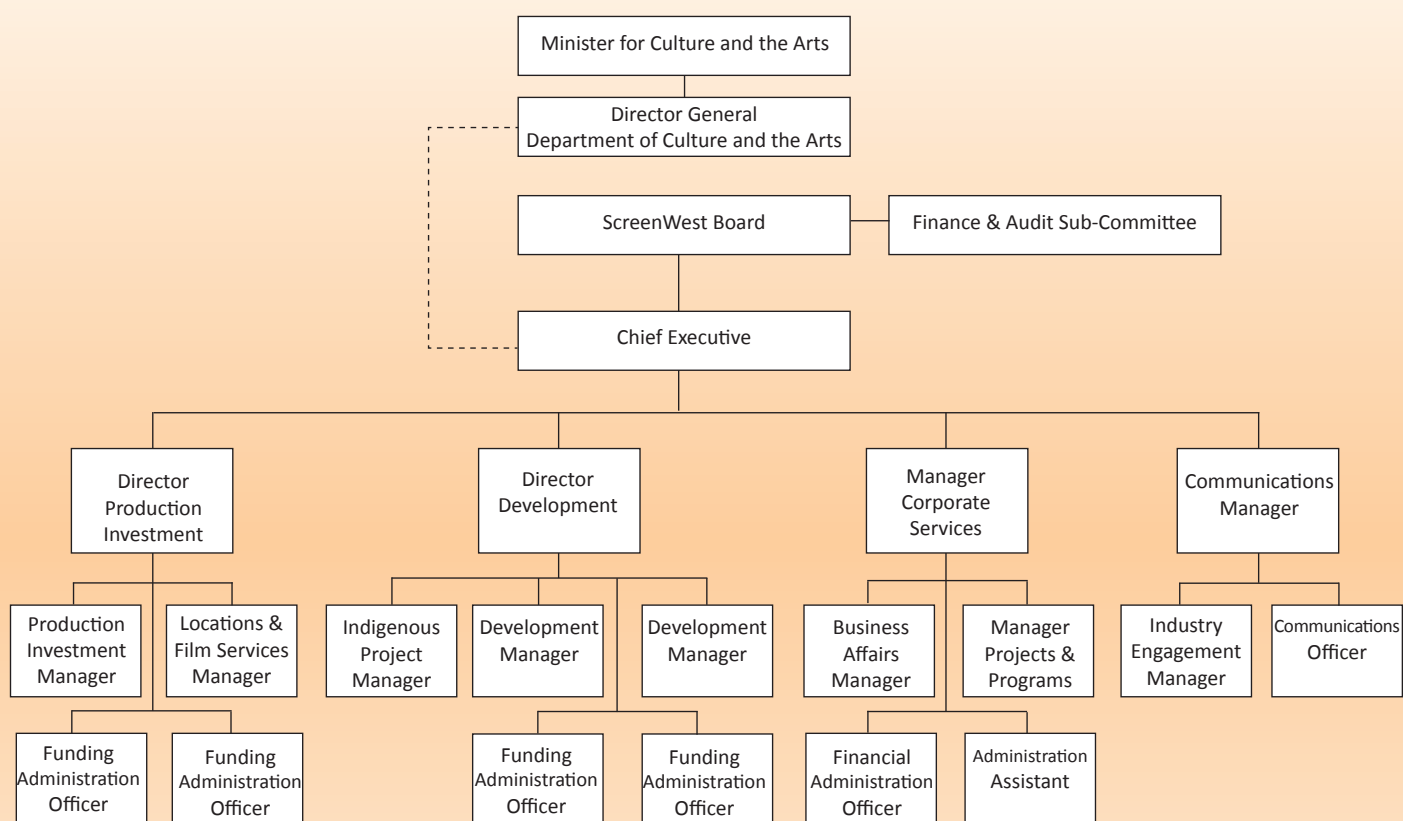 Minister for Culture and the Arts
Director General
Department of Culture and the Arts
ScreenWest Board
Finance & Audit Sub-Committee
Chief Executive
Director
Production
Investment
Director
Development
Manager
Corporate
Services
Communications
Manager
Production
Investment
Manager
Locations &
Film Services
Manager
Indigenous
Project
Manager
Development
Manager
Development
Manager
Business
Affairs
Manager
Manager
Projects &
Programs
Industry
Engagement
Manager
Communications
Officer
Funding
Administration
Officer
Funding
Administration
Officer
Funding
Administration
Officer
Funding
Administration
Officer
Financial
Administration
Officer
Administration
Assistant